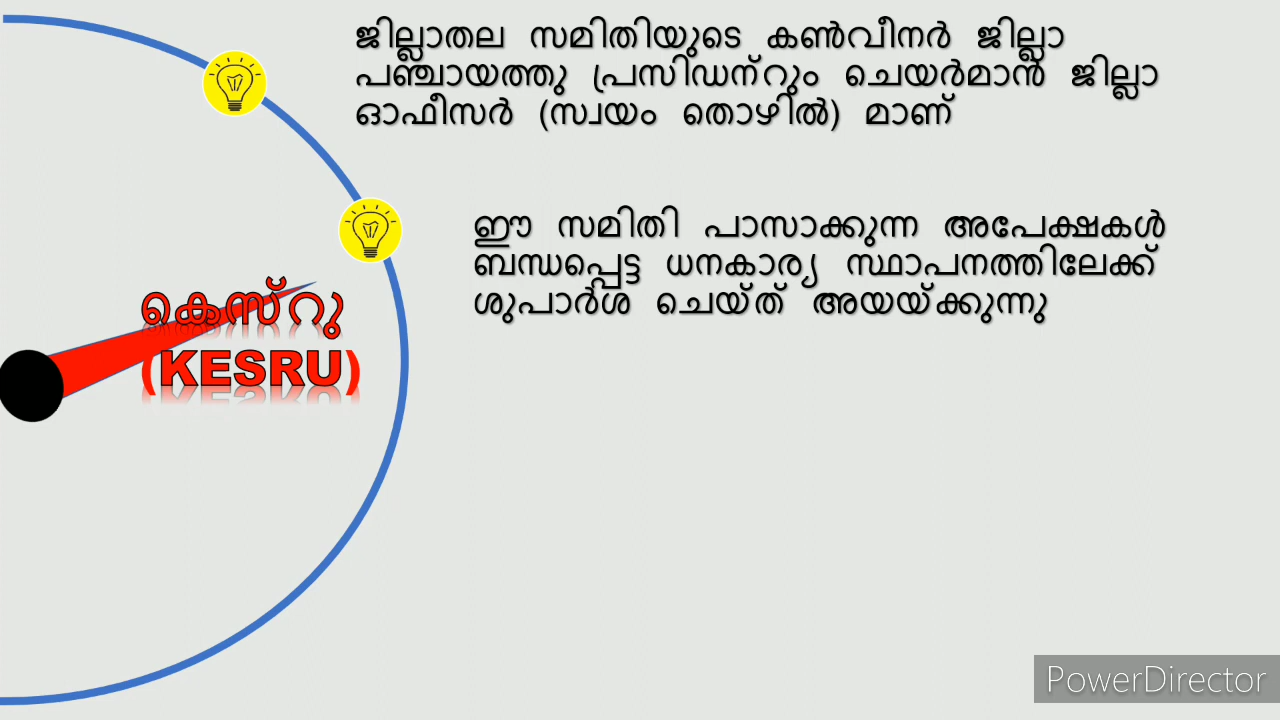 ജില്ലാതല സമിതിയുടെ കൺവീനർ ജില്ലാ
പഞ്ചായത്തു പ്രസിഡന്റും ചെയർമാൻ ജില്ലാ
ഓഫീസർ (സ്വയം തൊഴിൽ) മാണ്
ഈ സമിതി പാസാക്കുന്ന അപേക്ഷകൾ
ബന്ധപ്പെട്ട ധനകാര്യ സ്ഥാപനത്തിലേക്ക്
ശുപാർശ ചെയ്ത് അയയ്ക്കുന്നു
കെസ്റു
(KESRU)
PowerDirector